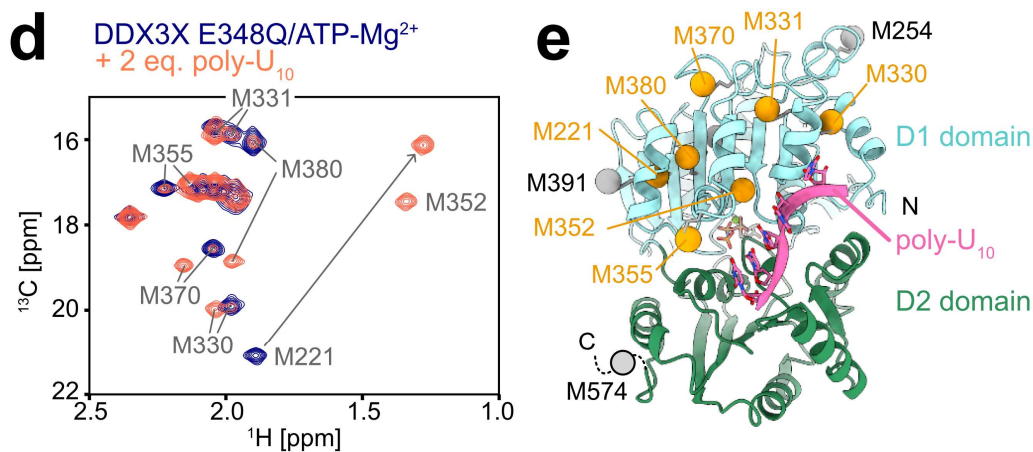 d
DDX3X E348Q/ATP-Mg²⁺
+ 2 eq. poly-U₁₀
M331
M355
M380
M352
M370
M330
M221
16
18
20
22
¹³C [ppm]
2.5 2.0 1.5 1.0
¹H [ppm]
e
M331
M370
M254
M380
M330
M221
D1 domain
M391
M352
N
poly-U₁₀
M355
D2 domain
C
M574